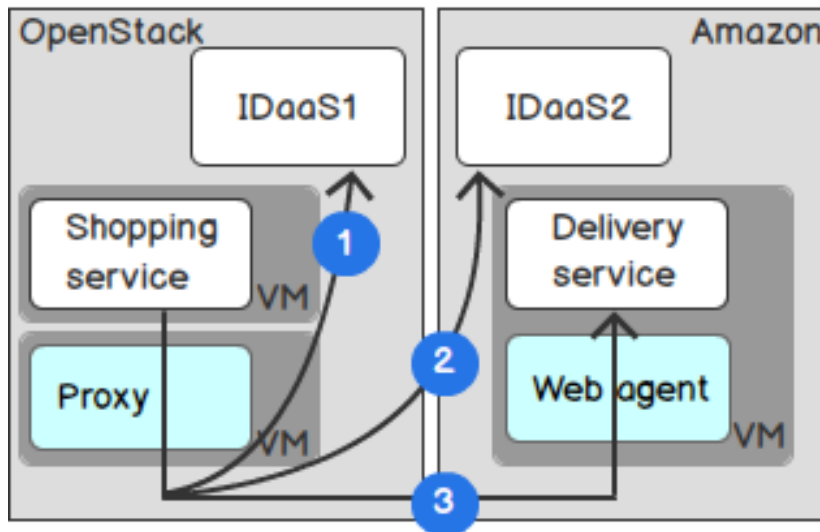 OpenStack
Amazon
IDaaS1
IDaaS2
Shopping
service
VM
1
Delivery
service
Proxy
VM
2
Web agent
VM
3